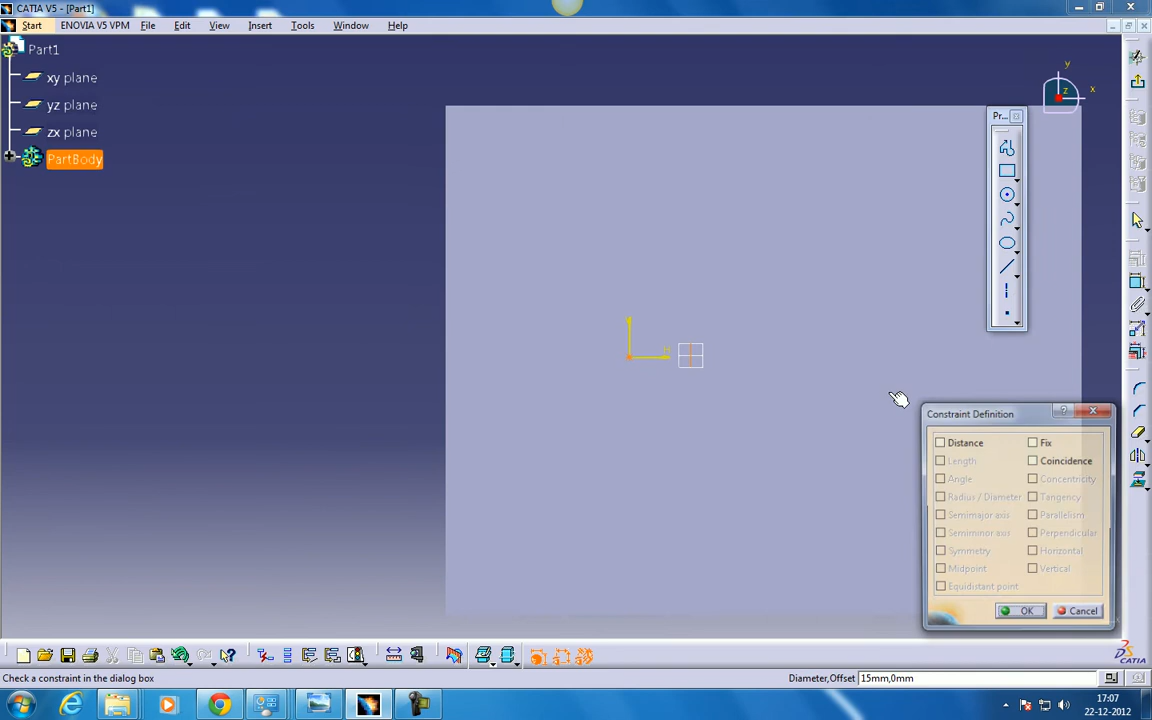 CATIA V5 - [Part1]
Start ENOVIA V5 VPM File Edit View Insert Tools Window Help
Part1
xy plane
yz plane
zx plane
PartBody
y
x
z
Pr...
H
Constraint Definition
Distance Fix
Length Coincidence
Angle Concentricity
Radius / Diameter Tangency
Semimajor axis Parallelism
Semiminor axis Perpendicular
Symmetry Horizontal
Midpoint Vertical
Equidistant point
OK Cancel
CATIA
Check a constraint in the dialog box
Diameter,Offset 15mm,0mm
17:07
22-12-2012